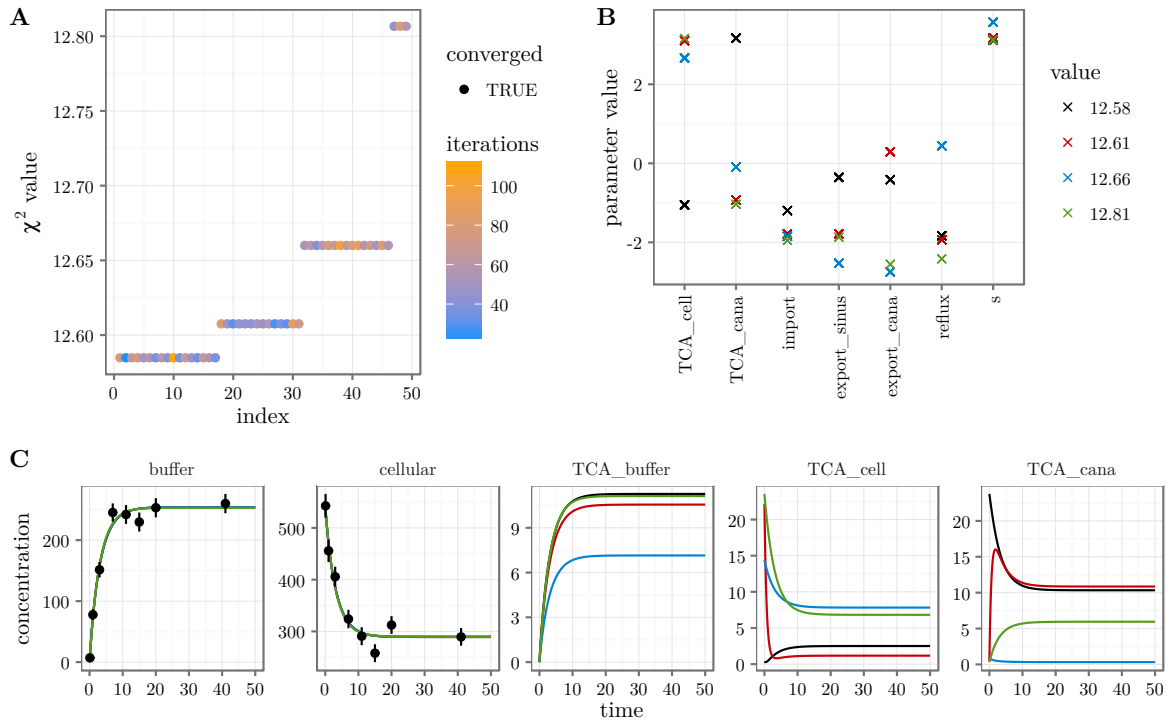 A
χ² value
12.80
12.75
12.70
12.65
12.60
0 10 20 30 40 50
index
converged
TRUE
iterations
100
80
60
40
B
parameter value
2
0
-2
TCA_cell
TCA_cana
import
export_sinus
export_cana
reflux
s
value
12.58
12.61
12.66
12.81
C
concentration
buffer
200
100
0
0 10 20 30 40 50
cellular
500
400
300
0 10 20 30 40 50
TCA_buffer
9
6
3
0
0 10 20 30 40 50
TCA_cell
20
15
10
5
0
0 10 20 30 40 50
TCA_cana
20
15
10
5
0
0 10 20 30 40 50
time